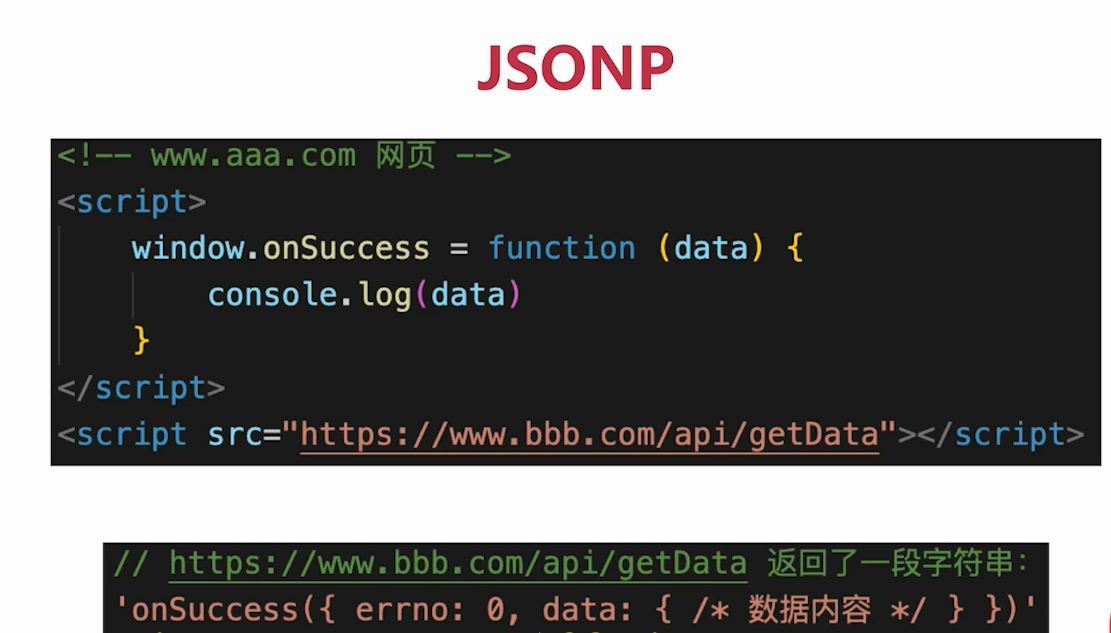 JSONP
<!-- www.aaa.com 网页 -->
<script>
    window.onSuccess = function (data) {
        console.log(data)
    }
</script>
<script src="https://www.bbb.com/api/getData"></script>
// https://www.bbb.com/api/getData 返回了一段字符串：
'onSuccess({ errno: 0, data: { /* 数据内容 */ } })'